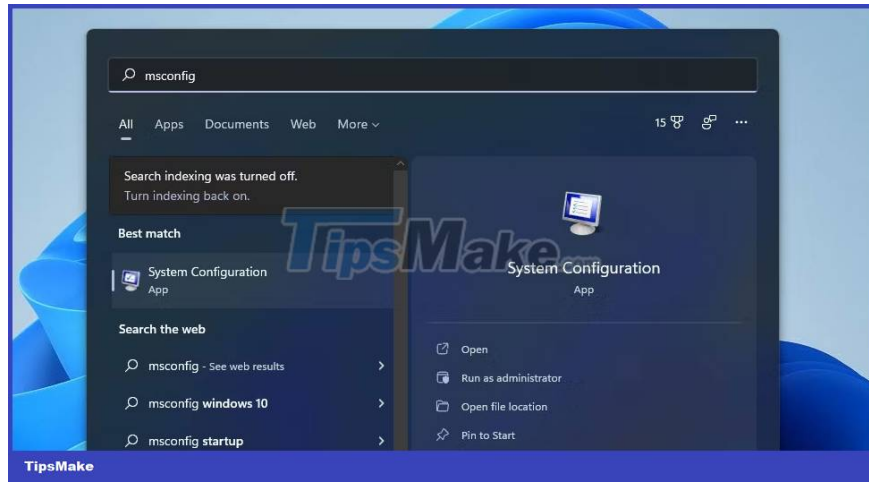 msconfig
All Apps Documents Web More
15
Search indexing was turned off.
Turn indexing back on.
Best match
System Configuration
App
Search the web
msconfig - See web results
msconfig windows 10
msconfig startup
TipsMake.com
System Configuration
App
Open
Run as administrator
Open file location
Pin to Start
TipsMake